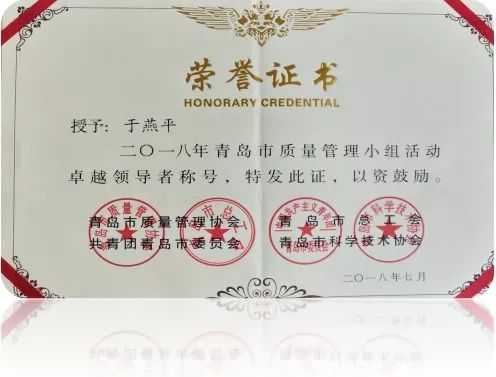 荣誉证书
HONORARY CREDENTIAL
授予：于燕平
二〇一八年青岛市质量管理小组活动
卓越领导者称号，特发此证，以资鼓励。
青岛市质量管理协会 青岛市总工会
共青团青岛市委员会 青岛市科学技术协会
二〇一八年七月